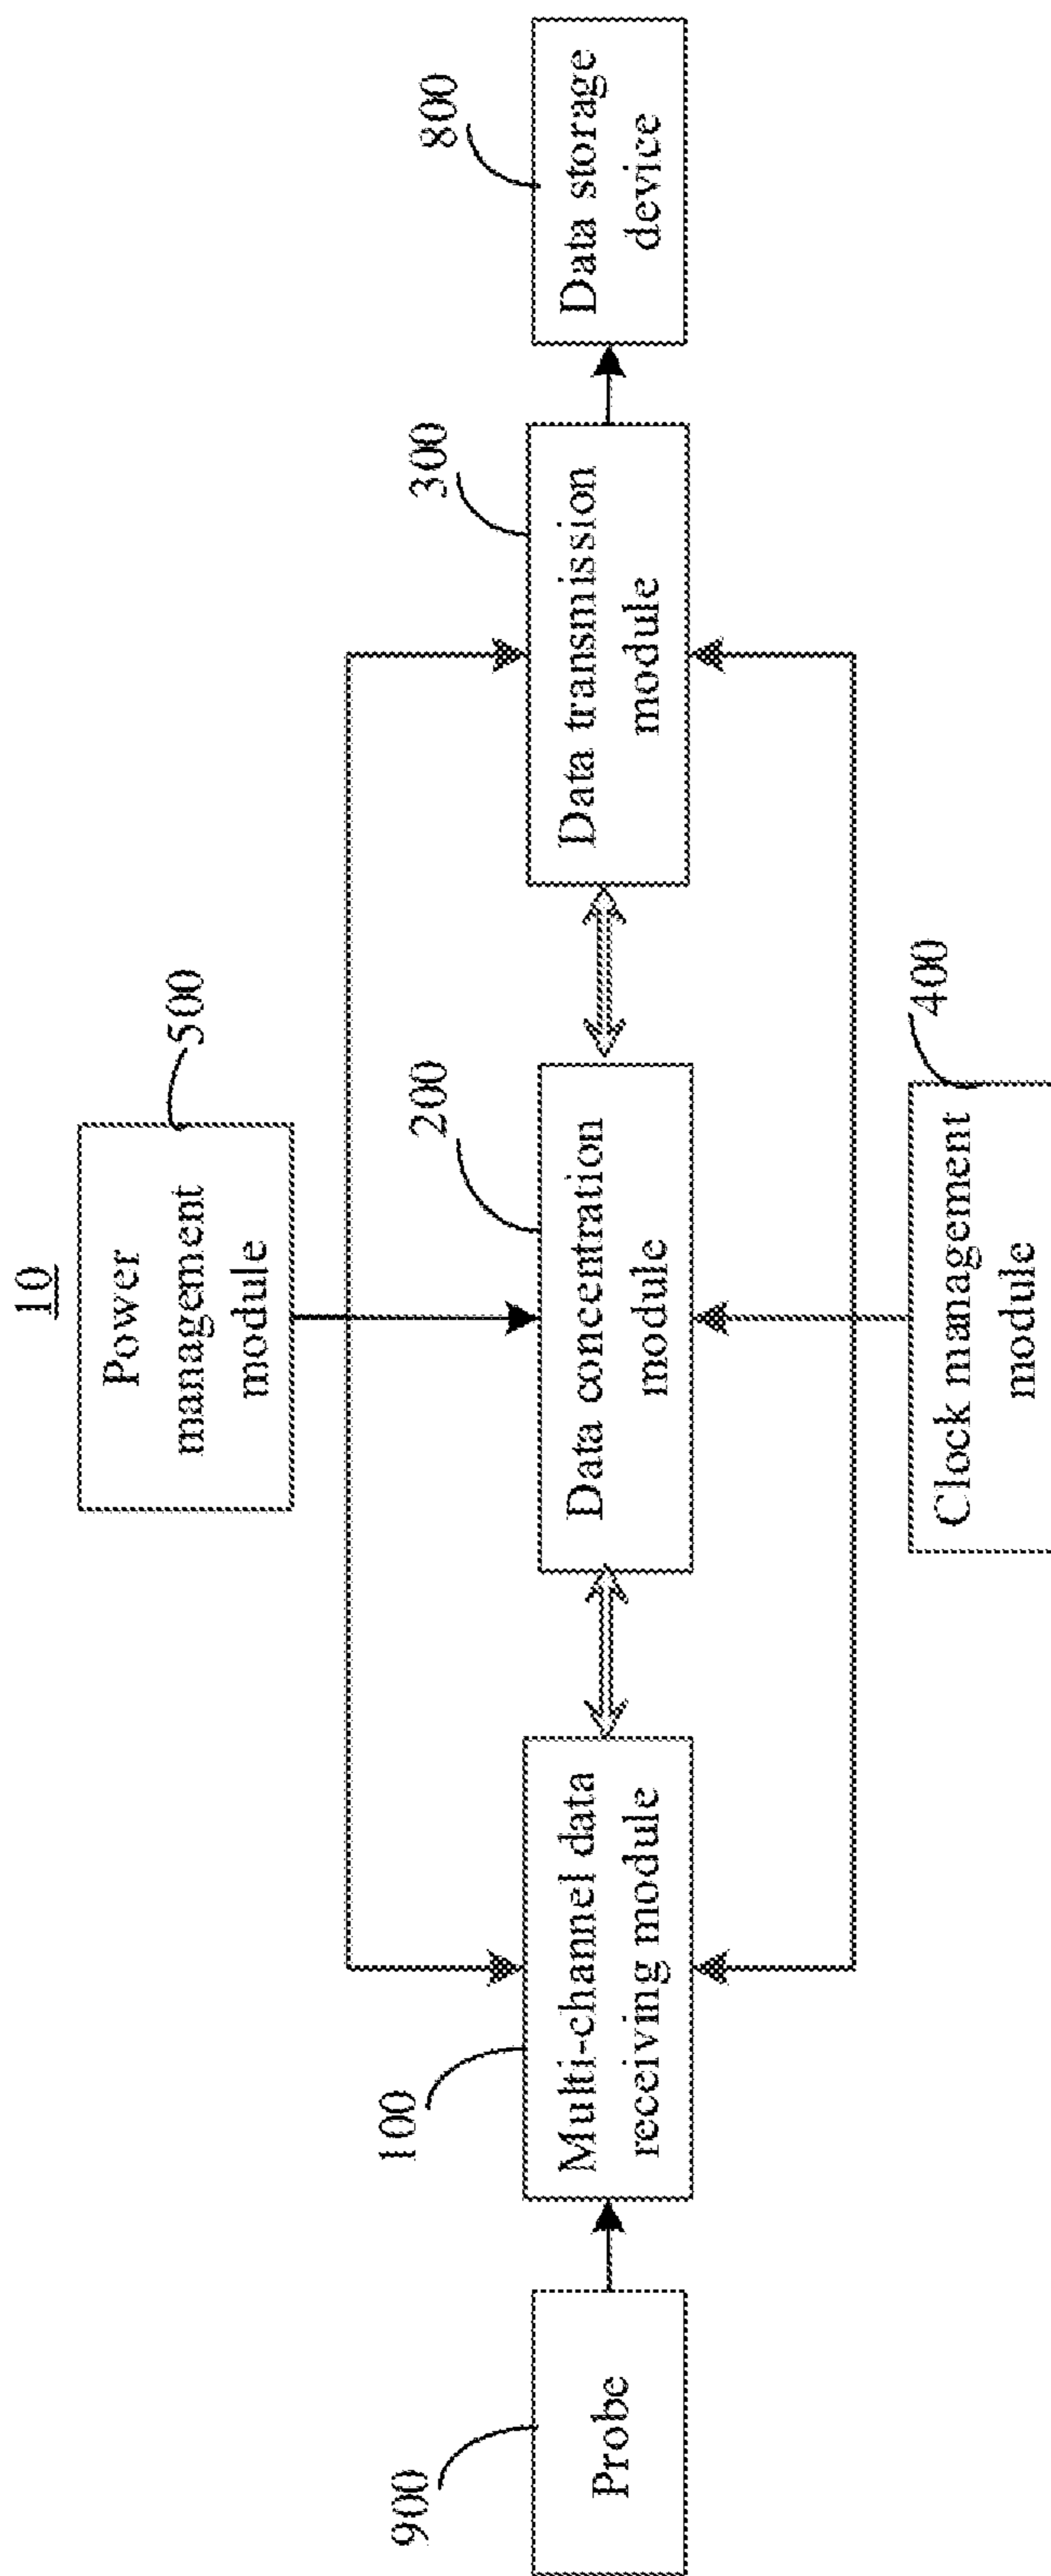 10
Power
management
module
500
900
Probe
100
Multi-channel data
receiving module
200
Data concentration
module
300
Data transmission
module
800
Data storage
device
400
Clock management
module